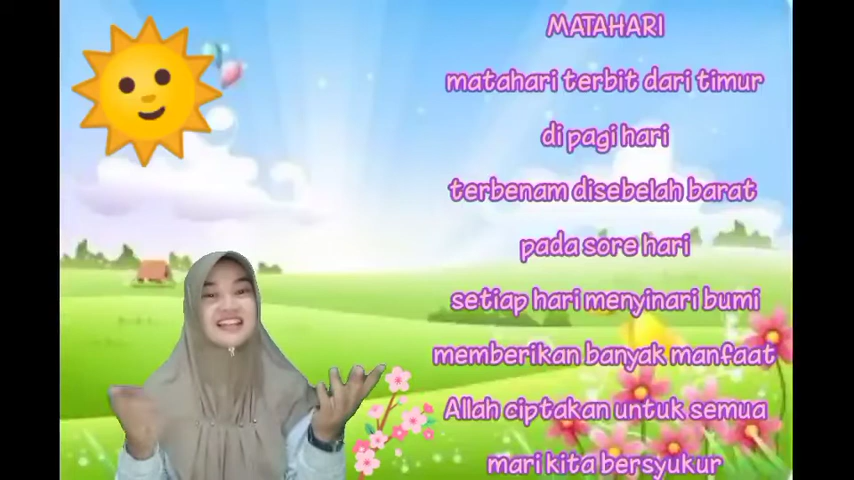 MATAHARI
matahari terbit dari timur
di pagi hari
terbenam disebelah barat
pada sore hari
setiap hari menyinari bumi
memberikan banyak manfaat
Allah ciptakan untuk semua
mari kita bersyukur